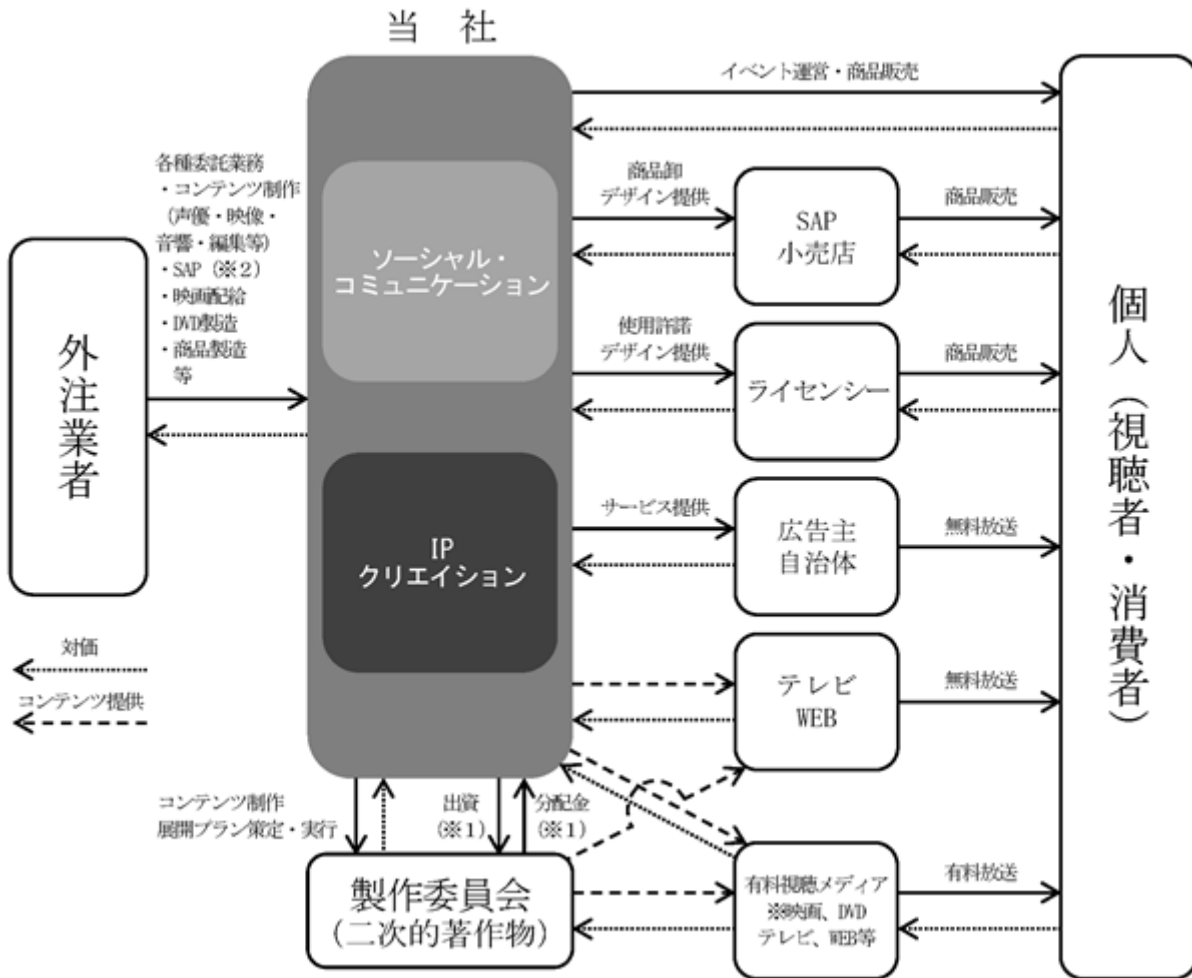 当 社
イベント運営・商品販売
各種委託業務
・コンテンツ制作
(声優・映像・
音響・編集等)
・SAP (※2)
・映画配給
・DVD製造
・商品製造
等
外注業者
対価
コンテンツ提供
ソーシャル・
コミュニケーション
IP
クリエイション
商品卸
デザイン提供
SAP
小売店
商品販売
使用許諾
デザイン提供
ライセンシー
商品販売
サービス提供
広告主
自治体
無料放送
テレビ
WEB
無料放送
コンテンツ制作
展開プラン策定・実行
出資
(※1)
分配金
(※1)
製作委員会
(二次的著作物)
有料視聴メディア
※映画、DVD
テレビ、WEB等
有料放送
個人(視聴者・消費者)